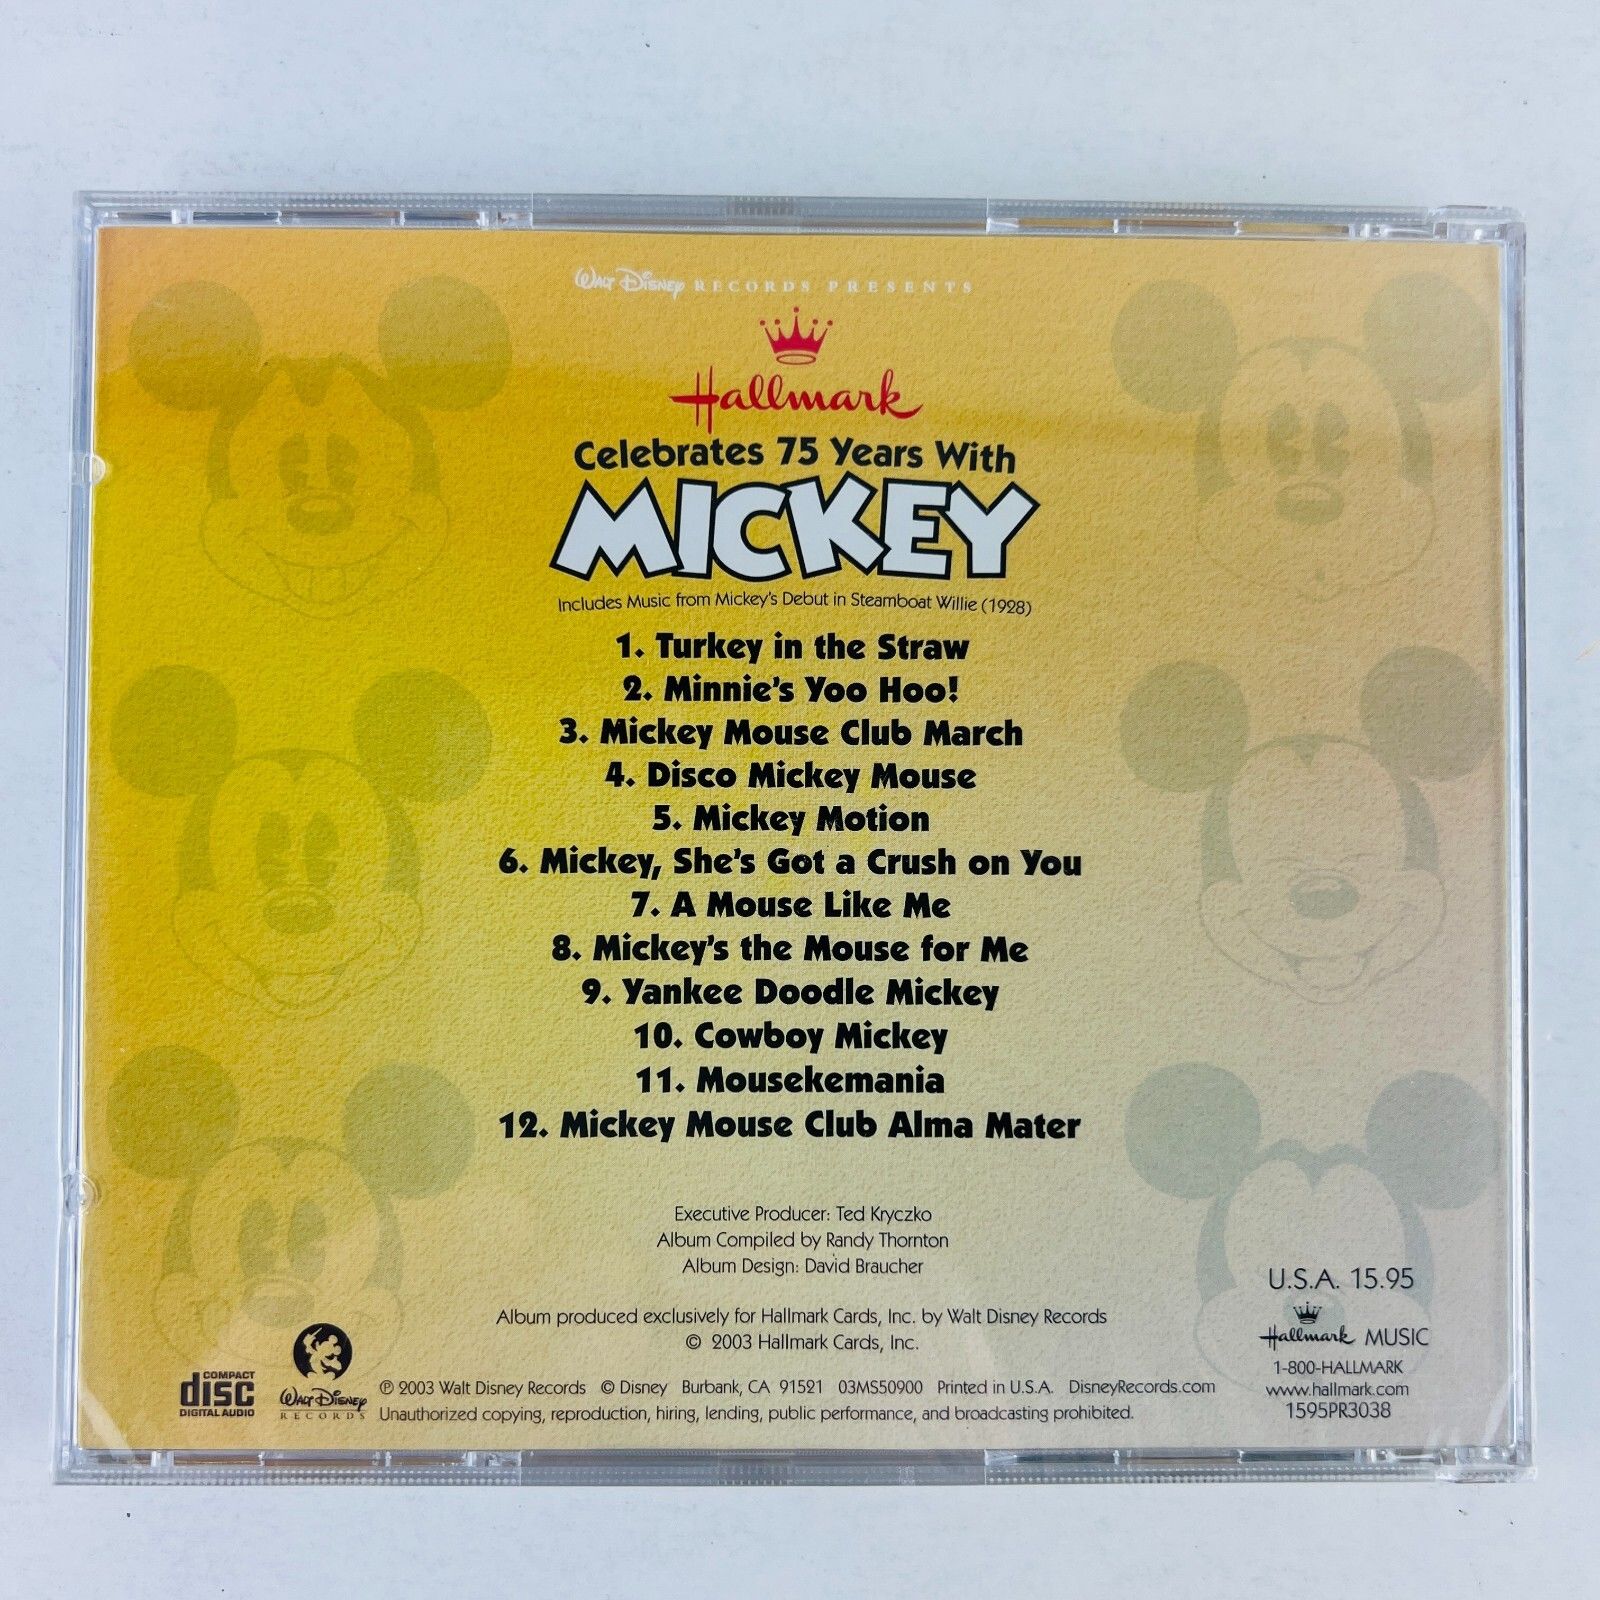 Walt Disney RECORDS PRESENTS
Hallmark
Celebrates 75 Years With
MICKEY
Includes Music from Mickey's Debut in Steamboat Willie (1928)
1. Turkey in the Straw
2. Minnie's Yoo Hoo!
3. Mickey Mouse Club March
4. Disco Mickey Mouse
5. Mickey Motion
6. Mickey, She's Got a Crush on You
7. A Mouse Like Me
8. Mickey's the Mouse for Me
9. Yankee Doodle Mickey
10. Cowboy Mickey
11. Mousekemania
12. Mickey Mouse Club Alma Mater
Executive Producer: Ted Kryczko
Album Compiled by Randy Thornton
Album Design: David Braucher
Album produced exclusively for Hallmark Cards, Inc. by Walt Disney Records
© 2003 Hallmark Cards, Inc.
COMPACT
disc
DIGITAL AUDIO
Walt Disney
RECORDS
℗ 2003 Walt Disney Records © Disney Burbank, CA 91521 03MS50900 Printed in U.S.A. DisneyRecords.com
Unauthorized copying, reproduction, hiring, lending, public performance, and broadcasting prohibited.
U.S.A. 15.95
Hallmark MUSIC
1-800-HALLMARK
www.hallmark.com
1595PR3038